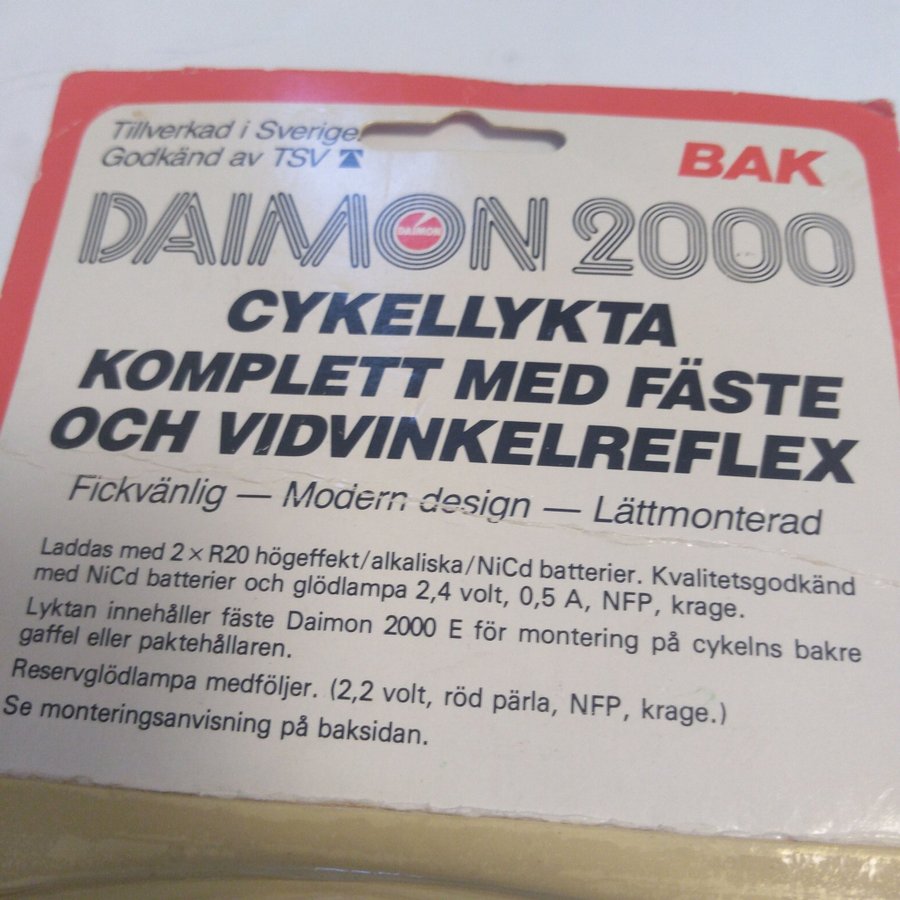 Tillverkad i Sverige.
Godkänd av TSV
BAK
DAIMON 2000
DAIMON
CYKELLYKTA
KOMPLETT MED FÄSTE
OCH VIDVINKELREFLEX
Fickvänlig — Modern design — Lättmonterad
Laddas med 2 × R20 högeffekt/alkaliska/NiCd batterier. Kvalitetsgodkänd
med NiCd batterier och glödlampa 2,4 volt, 0,5 A, NFP, krage.
Lyktan innehåller fäste Daimon 2000 E för montering på cykelns bakre
gaffel eller paktehållaren.
Reservglödlampa medföljer. (2,2 volt, röd pärla, NFP, krage.)
Se monteringsanvisning på baksidan.